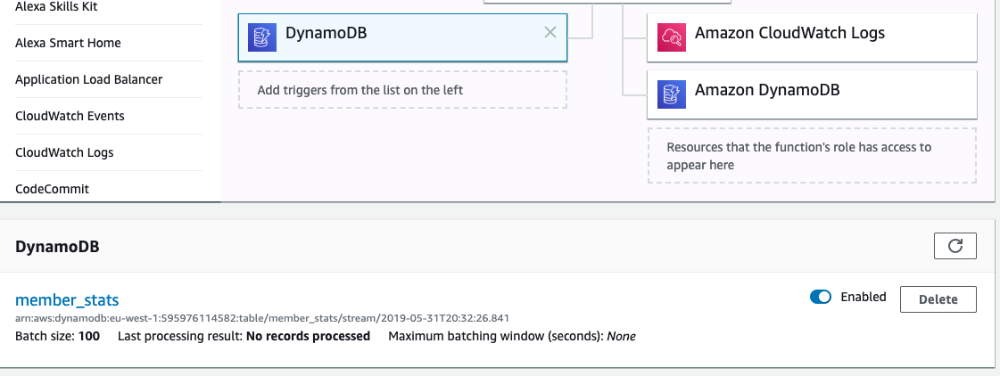 Alexa Skills Kit
Alexa Smart Home
Application Load Balancer
CloudWatch Events
CloudWatch Logs
CodeCommit
DynamoDB
Add triggers from the list on the left
Amazon CloudWatch Logs
Amazon DynamoDB
Resources that the function's role has access to
appear here
DynamoDB
member_stats
Enabled
Delete
arn:aws:dynamodb:eu-west-1:595976114582:table/member_stats/stream/2019-05-31T20:32:26.841
Batch size: 100 Last processing result: No records processed Maximum batching window (seconds): None